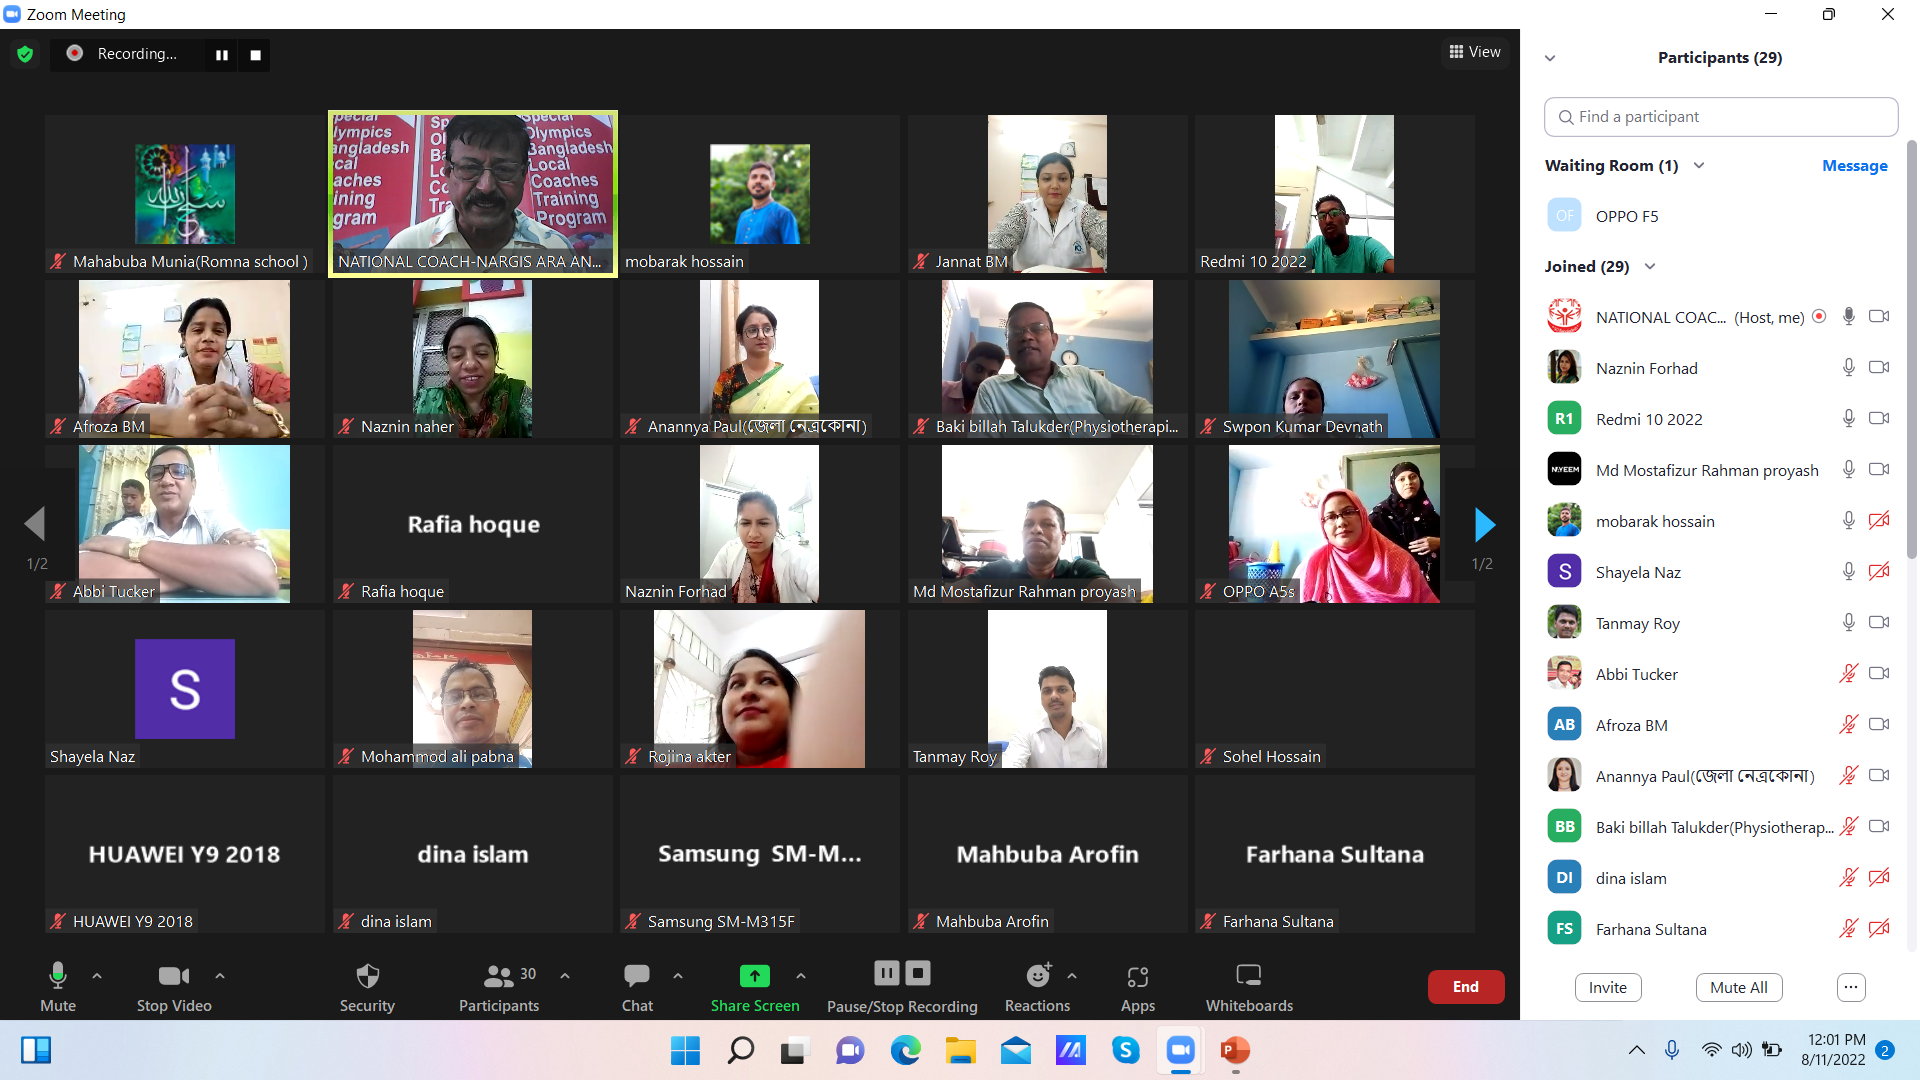 Zoom Meeting
Recording...
View
Mahabuba Munia(Romna school )
Special
Olympics
Bangladesh
Local
Coaches
Training
Program
NATIONAL COACH-NARGIS ARA AN...
mobarak hossain
Jannat BM
Redmi 10 2022
Afroza BM
Naznin naher
Anannya Paul(জেলা নেত্রকোনা)
Baki billah Talukder(Physiotherapi...
Swpon Kumar Devnath
1/2
Abbi Tucker
Rafia hoque
Rafia hoque
Naznin Forhad
Md Mostafizur Rahman proyash
OPPO A5s
1/2
S
Shayela Naz
Mohammod ali pabna
Rojina akter
Tanmay Roy
Sohel Hossain
HUAWEI Y9 2018
HUAWEI Y9 2018
dina islam
dina islam
Samsung SM-M...
Samsung SM-M315F
Mahbuba Arofin
Mahbuba Arofin
Farhana Sultana
Farhana Sultana
Mute
Stop Video
Security
30
Participants
Chat
Share Screen
Pause/Stop Recording
Reactions
Apps
Whiteboards
End
Participants (29)
Find a participant
Waiting Room (1)
Message
OF OPPO F5
Joined (29)
NATIONAL COAC... (Host, me)
Naznin Forhad
R1 Redmi 10 2022
NAYEEM Md Mostafizur Rahman proyash
mobarak hossain
S Shayela Naz
Tanmay Roy
Abbi Tucker
AB Afroza BM
Anannya Paul(জেলা নেত্রকোনা)
BB Baki billah Talukder(Physiotherap...
DI dina islam
FS Farhana Sultana
Invite
Mute All
...
12:01 PM
8/11/2022
2